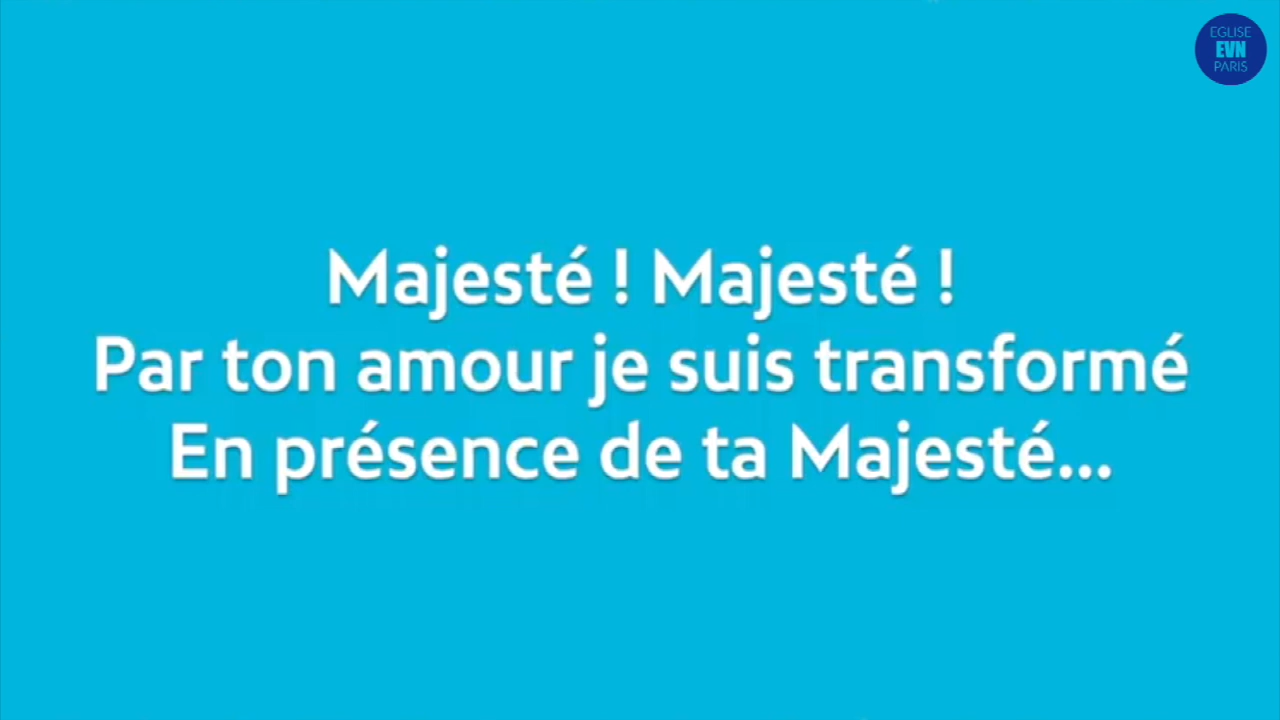 EGLISE
EVN
PARIS
Majesté ! Majesté !
Par ton amour je suis transformé
En présence de ta Majesté...